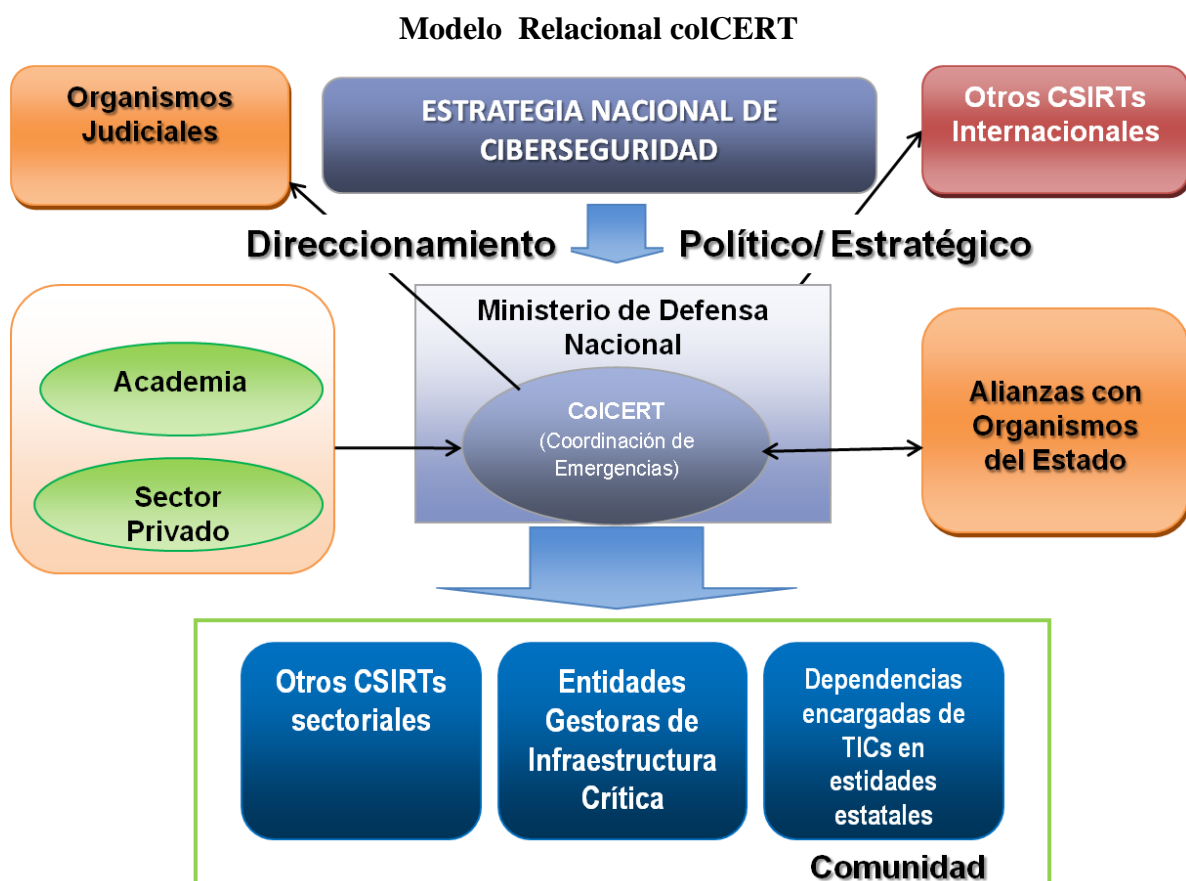 Modelo Relacional colCERT
Organismos
Judiciales
ESTRATEGIA NACIONAL DE
CIBERSEGURIDAD
Otros CSIRTs
Internacionales
Direccionamiento
Político/ Estratégico
Ministerio de Defensa
Nacional
Academia
Sector
Privado
ColCERT
(Coordinación de
Emergencias)
Alianzas con
Organismos
del Estado
Otros CSIRTs
sectoriales
Entidades
Gestoras de
Infraestructura
Crítica
Dependencias
encargadas de
TICs en
estidades
estatales
Comunidad